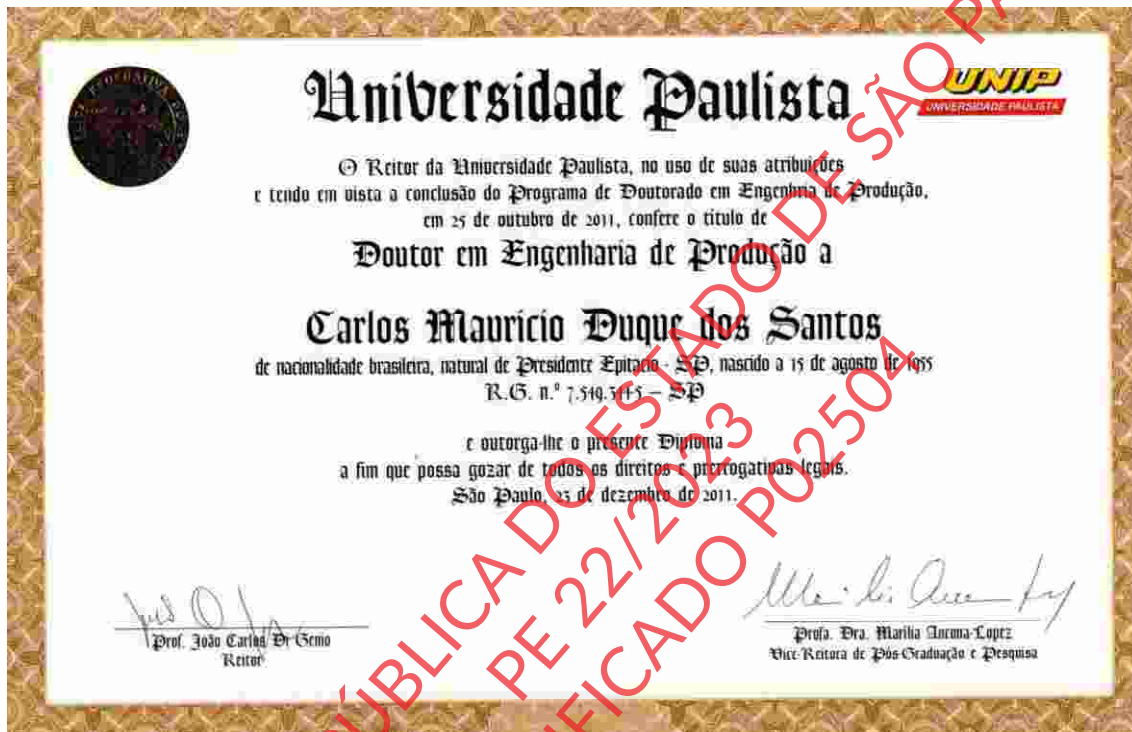 Universidade Paulista
UNIP
UNIVERSIDADE PAULISTA
O Reitor da Universidade Paulista, no uso de suas atribuições
e tendo em vista a conclusão do Programa de Doutorado em Engenharia de Produção,
em 25 de outubro de 2011, confere o título de
Doutor em Engenharia de Produção a
Carlos Maurício Duque dos Santos
de nacionalidade brasileira, natural de Presidente Epitácio - SP, nascido a 15 de agosto de 1955
R.G. n.º – SP
e outorga-lhe o presente Diploma
a fim que possa gozar de todos os direitos e prerrogativas legais.
São Paulo, 23 de dezembro de 2011.
Prof. João Carlos Di Genio
Reitor
Profa. Dra. Marília Ancona-Lopez
Vice-Reitora de Pós-Graduação e Pesquisa
ÚBLICA DO ESTADO DE SÃO PA
PE 22/2023
FICADO P02504